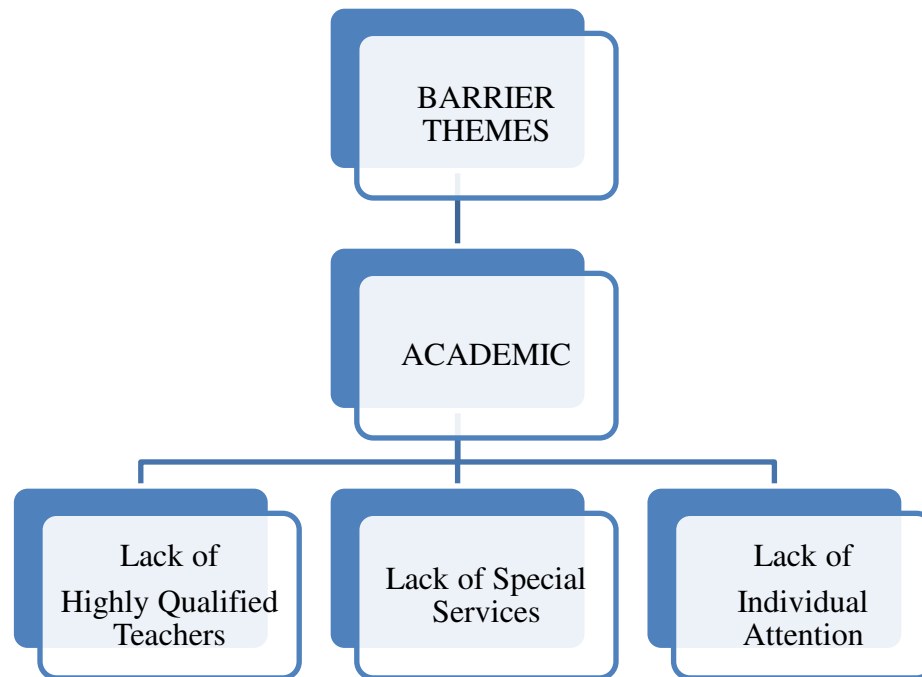 BARRIER
THEMES
ACADEMIC
Lack of
Highly Qualified
Teachers
Lack of Special
Services
Lack of
Individual
Attention